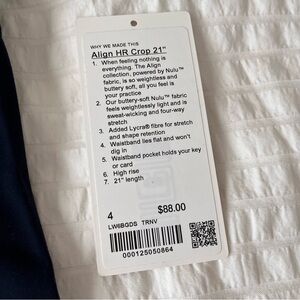 WHY WE MADE THIS
Align HR Crop 21"
1. When feeling nothing is
everything. The Align
collection, powered by Nulu™
fabric, is so weightless and
buttery soft, all you feel is
your practice
2. Our buttery-soft Nulu™ fabric
feels weightlessly light and is
sweat-wicking and four-way
stretch
3. Added Lycra® fibre for stretch
and shape retention
4. Waistband lies flat and won't
dig in
5. Waistband pocket holds your key
or card
6. High rise
7. 21" length
4 $88.00
LW6BGDS TRNV
000125050864